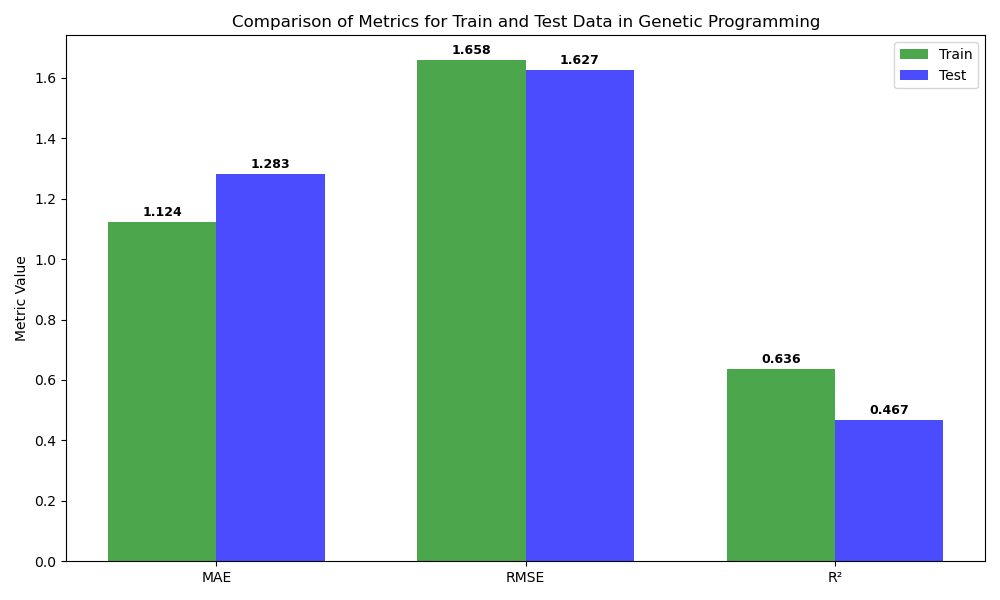 Comparison of Metrics for Train and Test Data in Genetic Programming
Train
Test
Metric Value
1.6
1.4
1.2
1.0
0.8
0.6
0.4
0.2
0.0
1.124
1.283
1.658
1.627
0.636
0.467
MAE
RMSE
R²